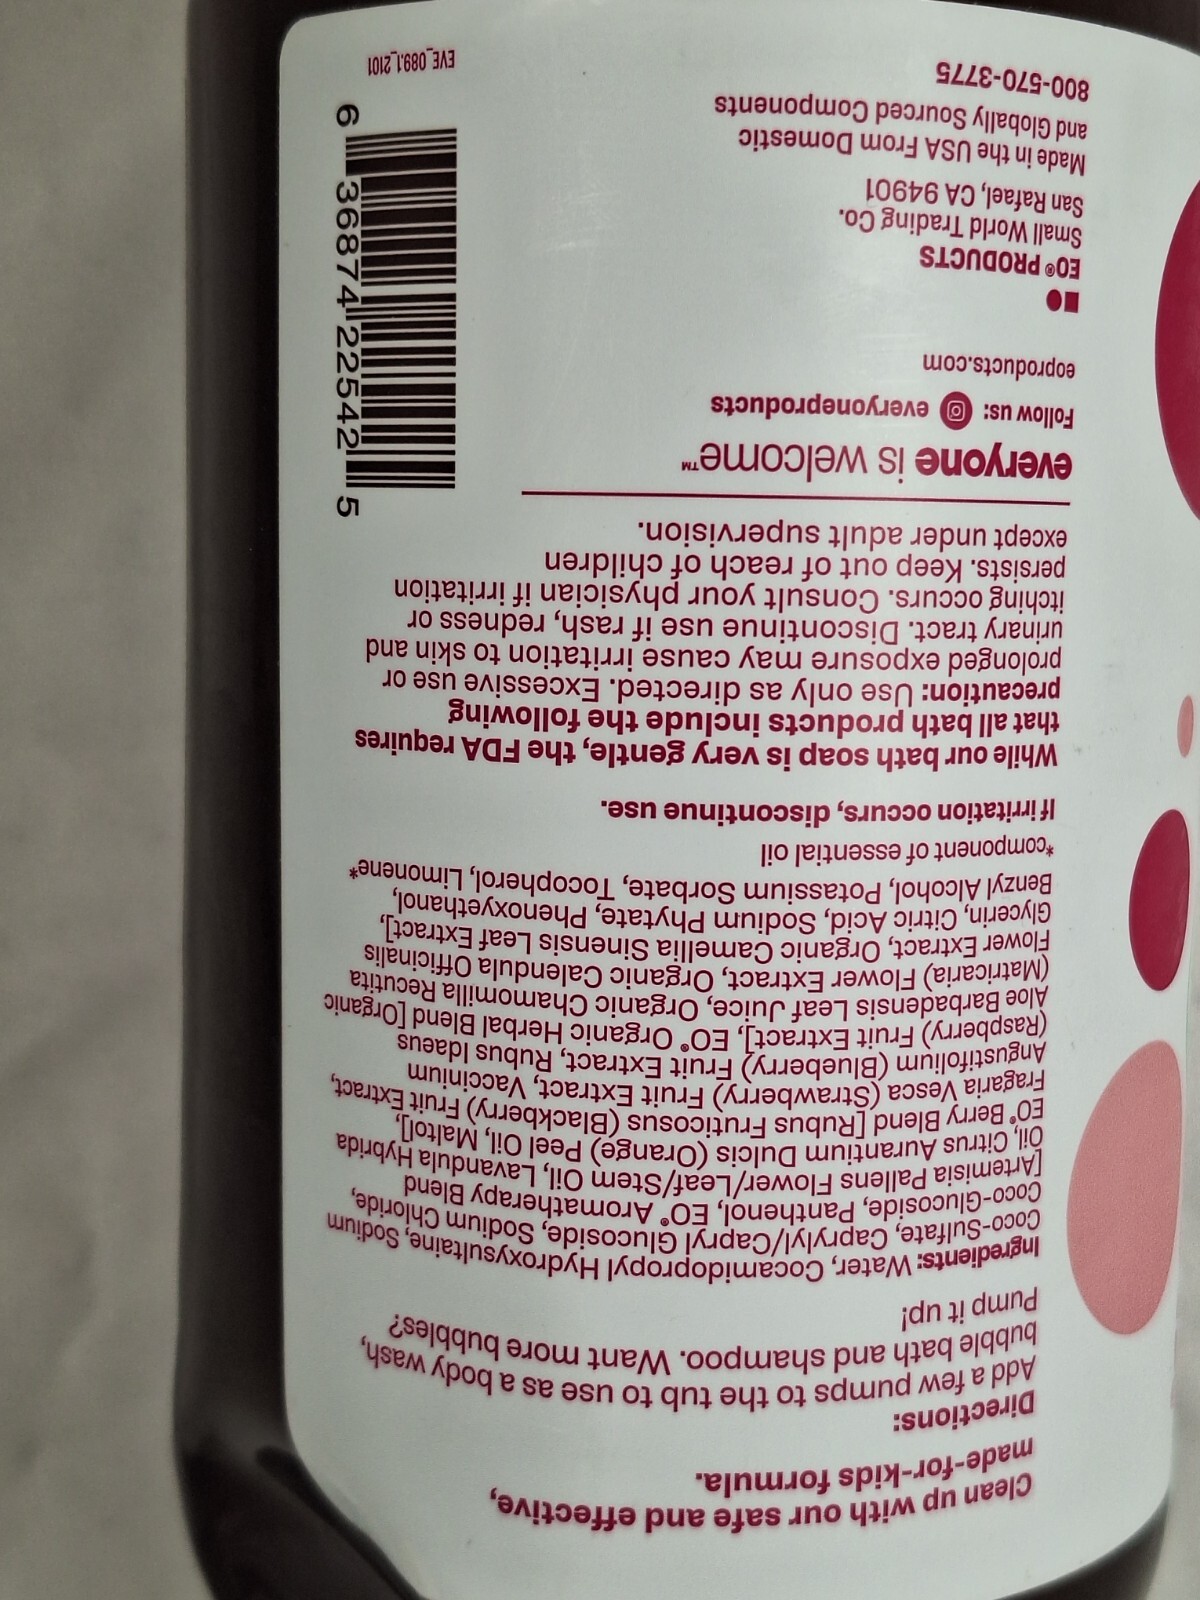 Clean up with our safe and effective,
made-for-kids formula.
Directions:
Add a few pumps to the tub to use as a body wash,
bubble bath and shampoo. Want more bubbles?
Pump it up!
Ingredients: Water, Cocamidopropyl Hydroxysultaine, Sodium
Coco-Sulfate, Caprylyl/Capryl Glucoside, Sodium Chloride,
Coco-Glucoside, Panthenol, EO® Aromatherapy Blend
[Artemisia Pallens Flower/Leaf/Stem Oil, Lavandula Hybrida
Oil, Citrus Aurantium Dulcis (Orange) Peel Oil, Maltol],
EO® Berry Blend [Rubus Fruticosus (Blackberry) Fruit Extract,
Fragaria Vesca (Strawberry) Fruit Extract, Vaccinium
Angustifolium (Blueberry) Fruit Extract, Rubus Idaeus
(Raspberry) Fruit Extract], EO® Organic Herbal Blend [Organic
Aloe Barbadensis Leaf Juice, Organic Chamomilla Recutita
(Matricaria) Flower Extract, Organic Calendula Officinalis
Flower Extract, Organic Camellia Sinensis Leaf Extract],
Glycerin, Citric Acid, Sodium Phytate, Phenoxyethanol,
Benzyl Alcohol, Potassium Sorbate, Tocopherol, Limonene*
*component of essential oil
If irritation occurs, discontinue use.
While our bath soap is very gentle, the FDA requires
that all bath products include the following
precaution: Use only as directed. Excessive use or
prolonged exposure may cause irritation to skin and
urinary tract. Discontinue use if rash, redness or
itching occurs. Consult your physician if irritation
persists. Keep out of reach of children
except under adult supervision.
everyone is welcome™
Follow us: everyoneproducts
eoproducts.com
EO® PRODUCTS
Small World Trading Co.
San Rafael, CA 94901
Made in the USA From Domestic
and Globally Sourced Components
800-570-3775
6 36874 22542 5
EVE_089.1_2101